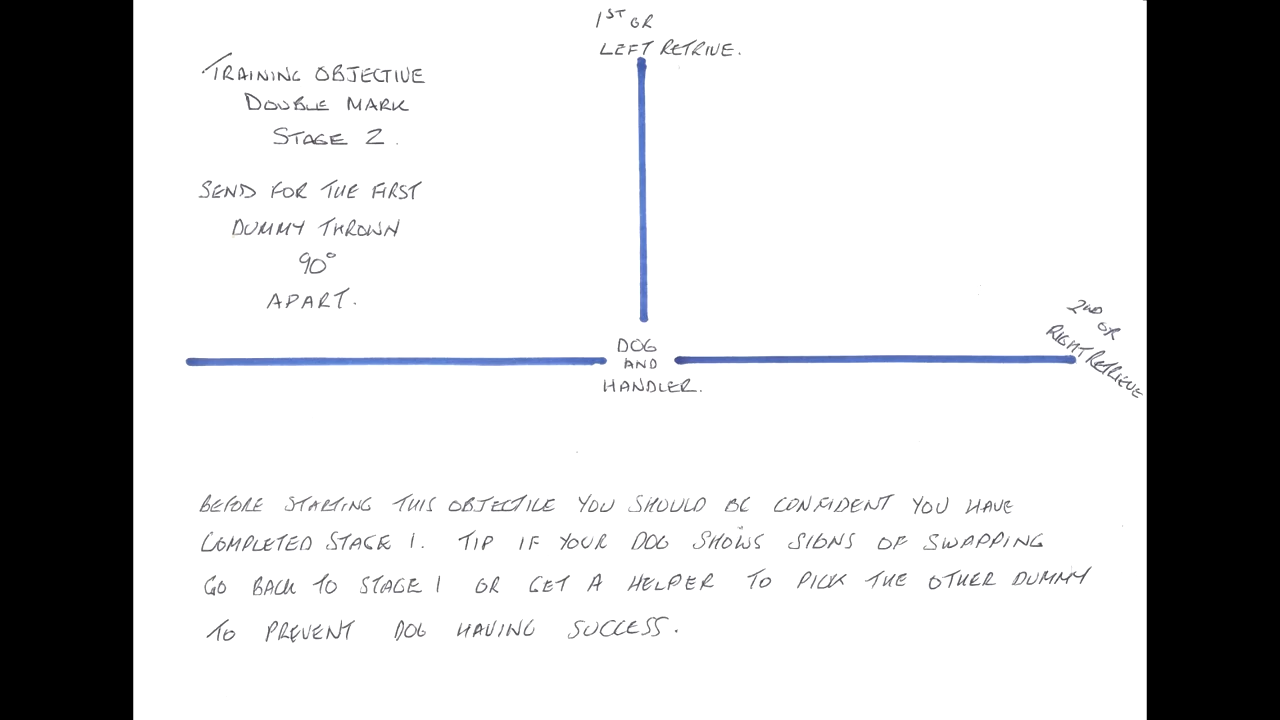 1ST OR
LEFT RETRIVE.
TRAINING OBJECTIVE
DOUBLE MARK
STAGE 2.
SEND FOR THE FIRST
DUMMY THROWN
90°
APART.
2ND
OR
RIGHT RETRIEVE
DOG
AND
HANDLER.
BEFORE STARTING THIS OBJECTILE YOU SHOULD BE CONFIDENT YOU HAVE
COMPLETED STAGE 1. TIP IF YOUR DOG SHOWS SIGNS OF SWAPPING
GO BACK TO STAGE 1 OR GET A HELPER TO PICK THE OTHER DUMMY
TO PREVENT DOG HAVING SUCCESS.